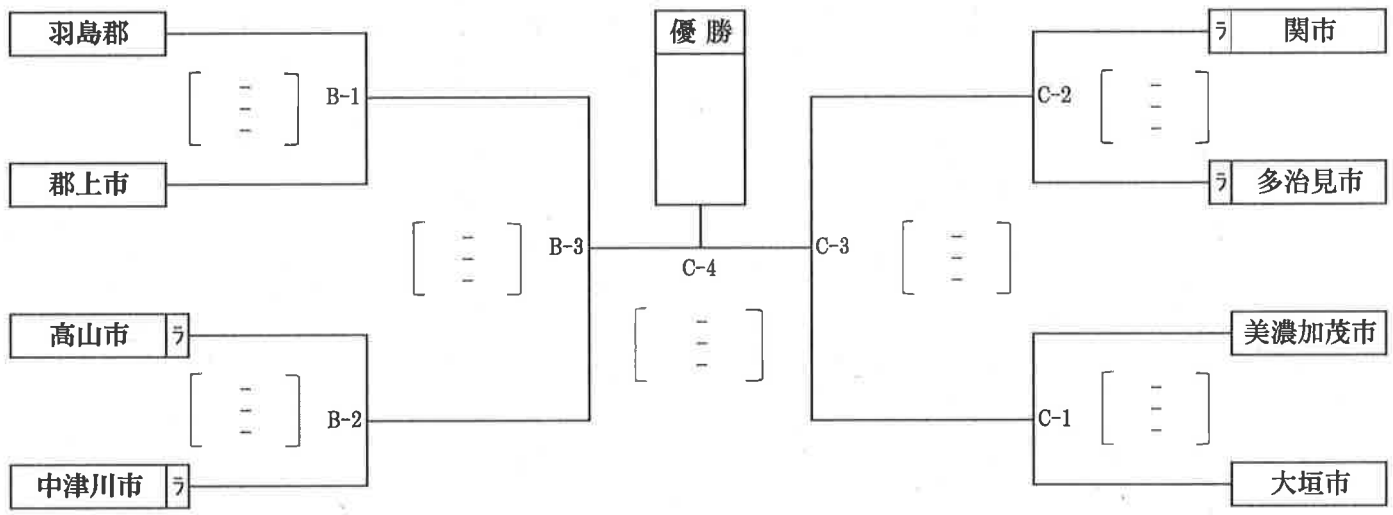 羽島郡
B-1
郡上市
B-3
高山市 ラ
B-2
中津川市 ラ
優勝
C-4
ラ 関市
C-2
ラ 多治見市
C-3
美濃加茂市
C-1
大垣市